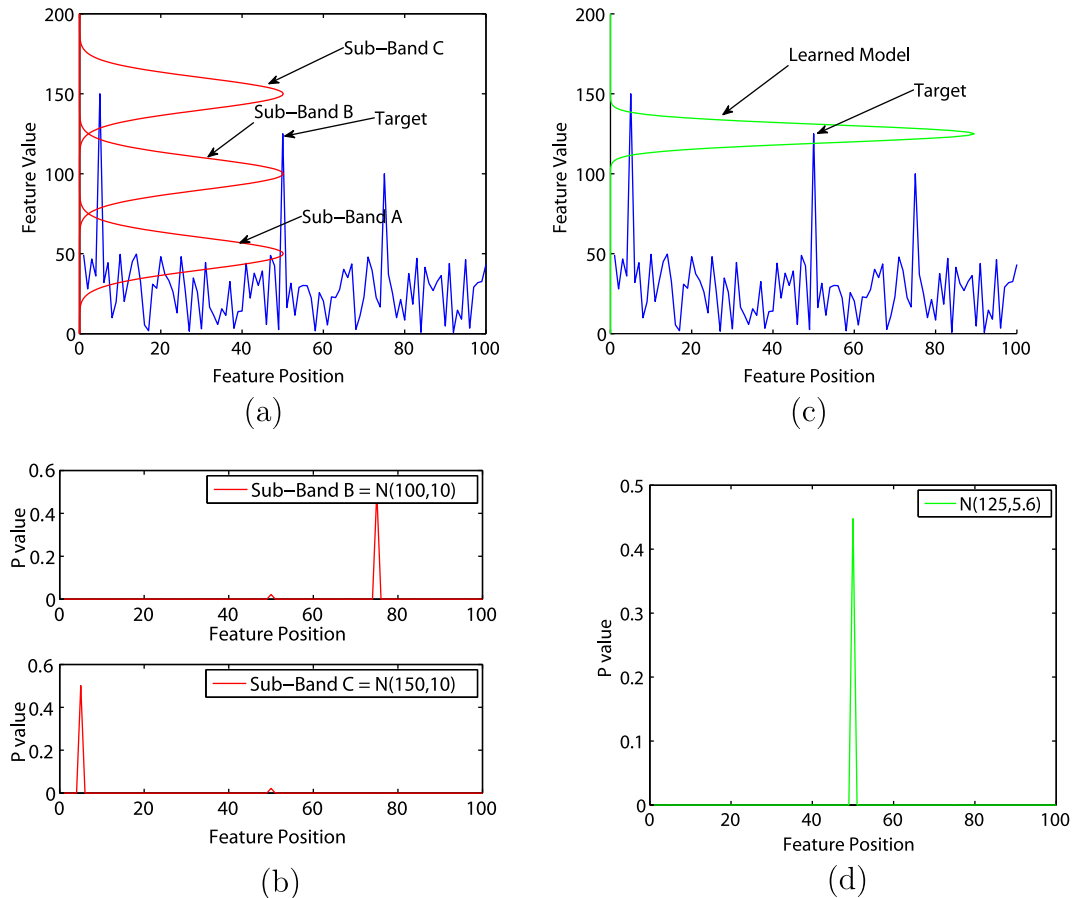 200
150
100
50
0
Feature Value
Sub−Band C
Sub−Band B
Target
Sub−Band A
0 20 40 60 80 100
Feature Position
(a)
200
150
100
50
0
Feature Value
Learned Model
Target
0 20 40 60 80 100
Feature Position
(c)
0.6
0.4
0.2
0
P value
Sub−Band B = N(100,10)
0 20 40 60 80 100
Feature Position
0.6
0.4
0.2
0
P value
Sub−Band C = N(150,10)
0 20 40 60 80 100
Feature Position
(b)
0.5
0.4
0.3
0.2
0.1
0
P value
N(125,5.6)
0 20 40 60 80 100
Feature Position
(d)